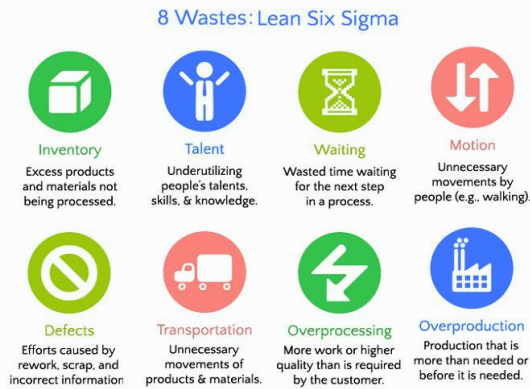 8 Wastes: Lean Six Sigma
Inventory
Excess products
and materials not
being processed.
Talent
Underutilizing
people's talents,
skills, & knowledge.
Waiting
Wasted time waiting
for the next step
in a process.
Motion
Unnecessary
movements by
people (e.g., walking).
Defects
Efforts caused by
rework, scrap, and
incorrect information
Transportation
Unnecessary
movements of
products & materials.
Overprocessing
More work or higher
quality than is required
by the customer.
Overproduction
Production that is
more than needed or
before it is needed.